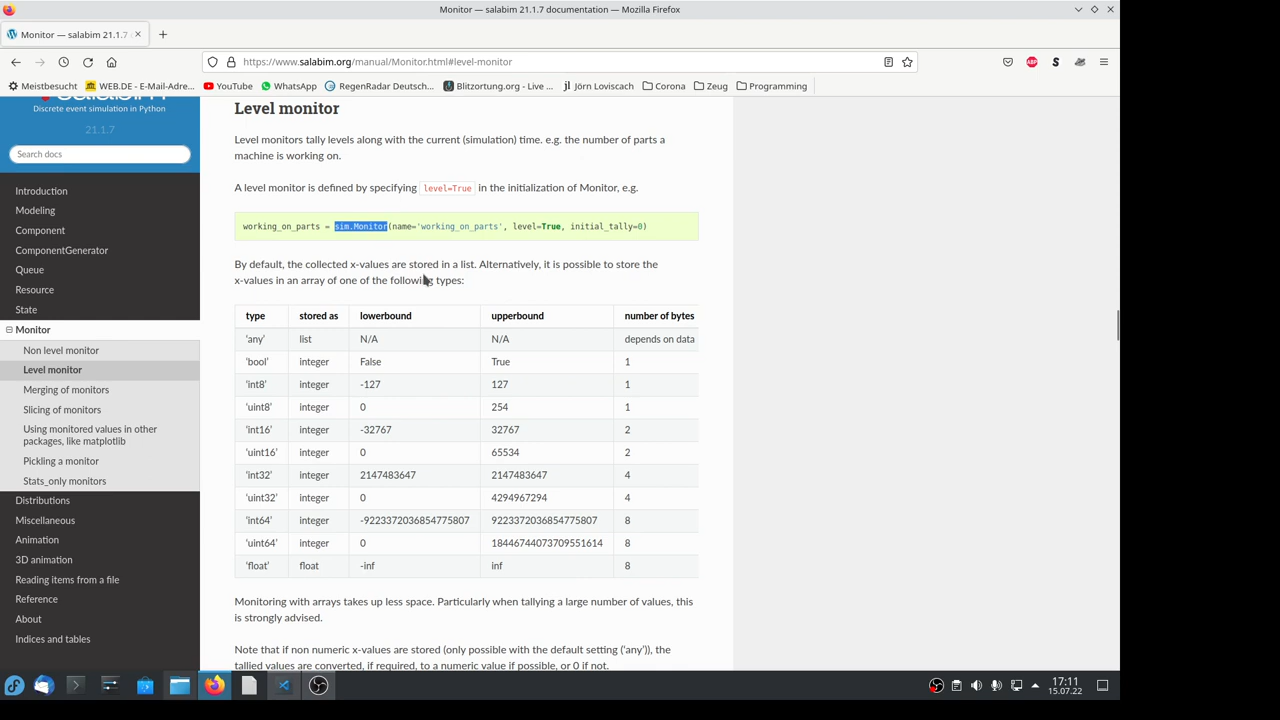 Monitor — salabim 21.1.7 documentation — Mozilla Firefox
Monitor — salabim 21.1.7
https://www.salabim.org/manual/Monitor.html#level-monitor
Meistbesucht WEB.DE - E-Mail-Adre... YouTube WhatsApp RegenRadar Deutsch... Blitzortung.org - Live ... Jörn Loviscach Corona Zeug Programming
salabim
Discrete event simulation in Python
21.1.7
Search docs
Introduction
Modeling
Component
ComponentGenerator
Queue
Resource
State
Monitor
Non level monitor
Level monitor
Merging of monitors
Slicing of monitors
Using monitored values in other
packages, like matplotlib
Pickling a monitor
Stats_only monitors
Distributions
Miscellaneous
Animation
3D animation
Reading items from a file
Reference
About
Indices and tables
Level monitor
Level monitors tally levels along with the current (simulation) time. e.g. the number of parts a
machine is working on.
A level monitor is defined by specifying level=True in the initialization of Monitor, e.g.
working_on_parts = sim.Monitor(name='working_on_parts', level=True, initial_tally=0)
By default, the collected x-values are stored in a list. Alternatively, it is possible to store the
x-values in an array of one of the following types:
type stored as lowerbound upperbound number of bytes
‘any’ list N/A N/A depends on data
‘bool’ integer False True 1
‘int8’ integer -127 127 1
‘uint8’ integer 0 254 1
‘int16’ integer -32767 32767 2
‘uint16’ integer 0 65534 2
‘int32’ integer 2147483647 2147483647 4
‘uint32’ integer 0 4294967294 4
‘int64’ integer -9223372036854775807 9223372036854775807 8
‘uint64’ integer 0 18446744073709551614 8
‘float’ float -inf inf 8
Monitoring with arrays takes up less space. Particularly when tallying a large number of values, this
is strongly advised.
Note that if non numeric x-values are stored (only possible with the default setting (‘any’)), the
tallied values are converted, if required, to a numeric value if possible, or 0 if not.
17:11
15.07.22